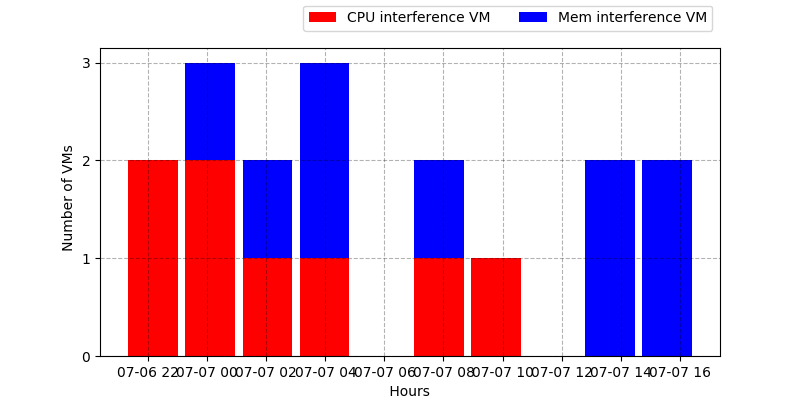 CPU interference VM Mem interference VM
3
2
1
0
Number of VMs
07-06 22 07-07 00 07-07 02 07-07 04 07-07 06 07-07 08 07-07 10 07-07 12 07-07 14 07-07 16
Hours